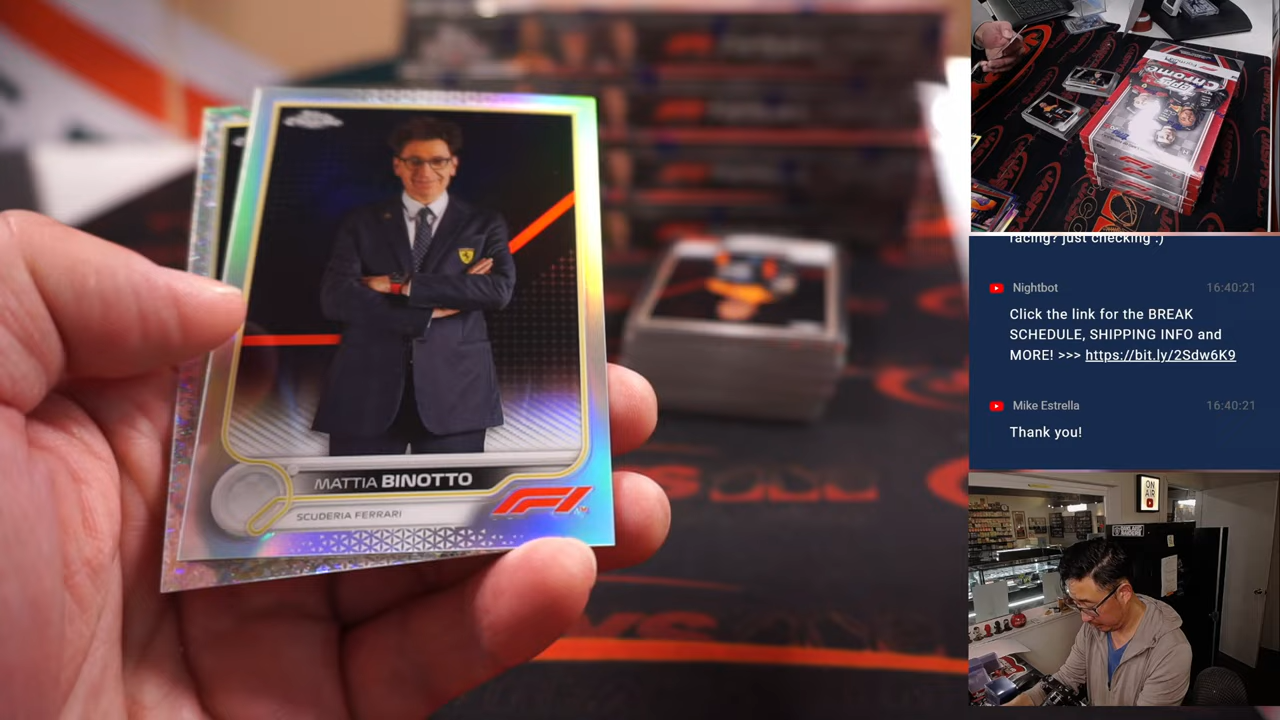 MATTIA BINOTTO
SCUDERIA FERRARI
F1
racing? just checking :)
Nightbot
16:40:21
Click the link for the BREAK
SCHEDULE, SHIPPING INFO and
MORE! >>> https://bit.ly/2Sdw6K9
Mike Estrella
16:40:21
Thank you!
ON
AIR